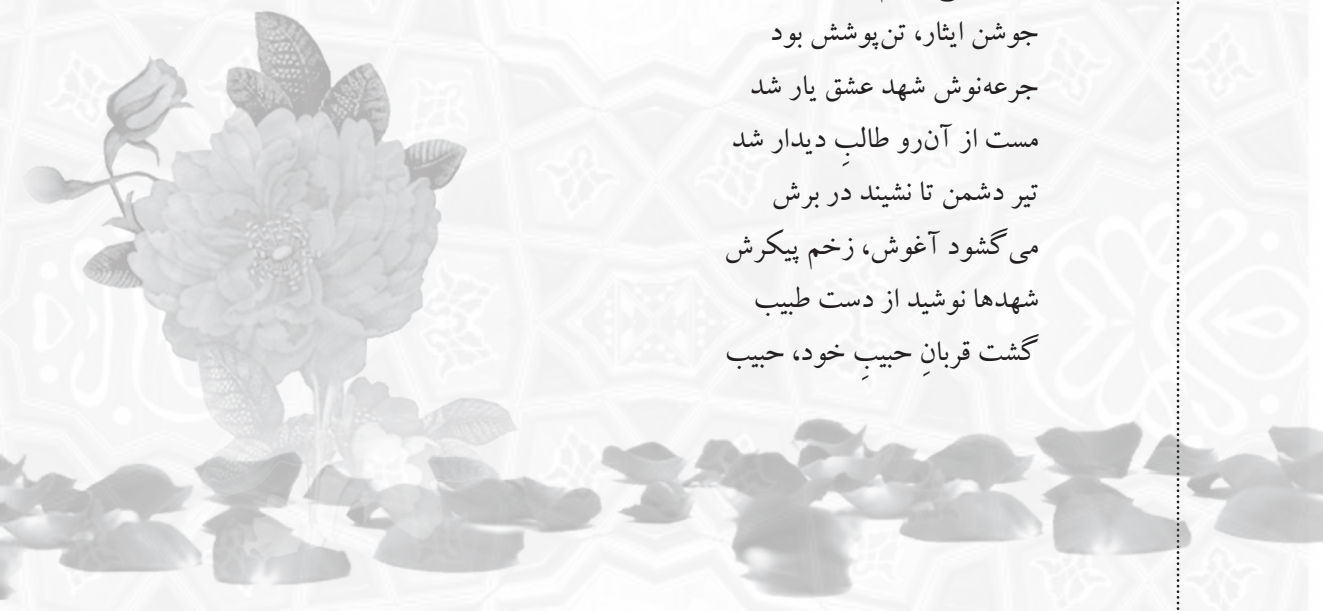 جوشن ایثار، تن‌پوشش بود
جرعه‌نوش شهد عشق یار شد
مست از آن‌رو طالبِ دیدار شد
تیر دشمن تا نشیند در برش
می‌گشود آغوش، زخم پیکرش
شهدها نوشید از دست طبیب
گشت قربانِ حبیبِ خود، حبیب